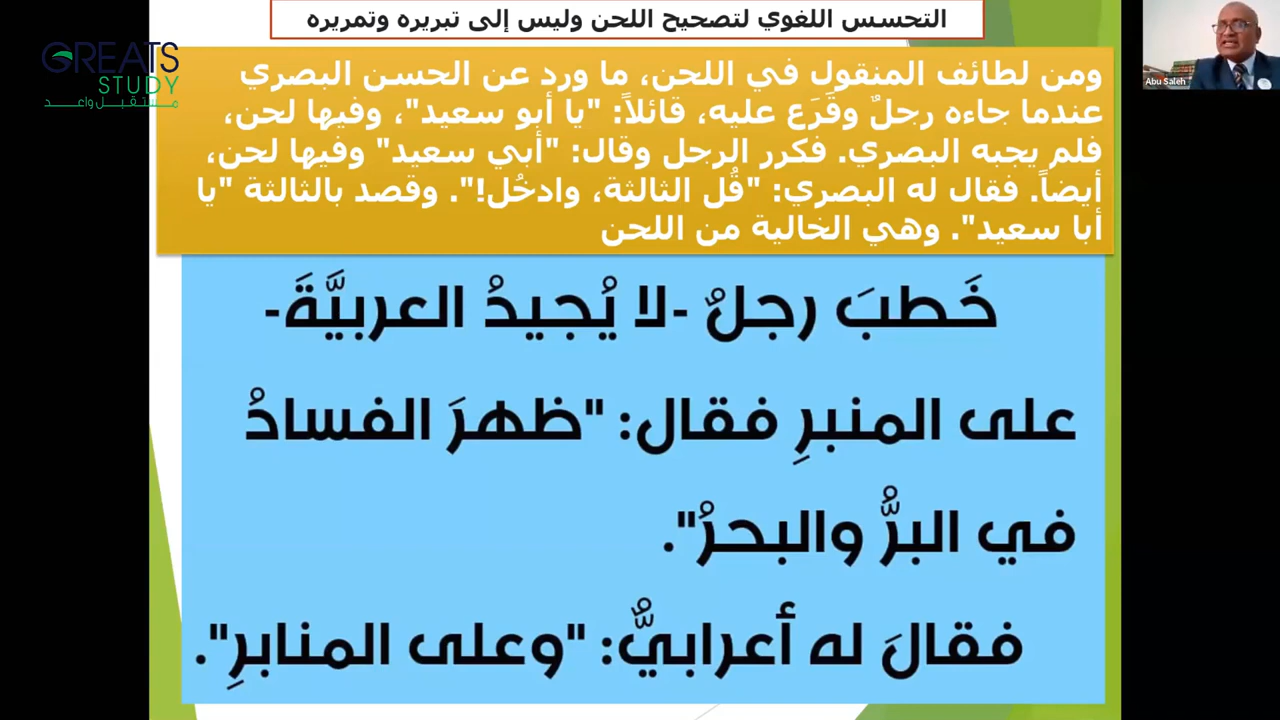 التحسس اللغوي لتصحيح اللحن وليس إلى تبريره وتمريره
GREATS
STUDY
مستقبل واعد
Abu Saleh
ومن لطائف المنقول في اللحن، ما ورد عن الحسن البصري
عندما جاءه رجلٌ وقَرَع عليه، قائلاً: "يا أبو سعيد"، وفيها لحن،
فلم يجبه البصري. فكرر الرجل وقال: "أبي سعيد" وفيها لحن،
أيضاً. فقال له البصري: "قُل الثالثة، وادخُل!". وقصد بالثالثة "يا
أبا سعيد". وهي الخالية من اللحن
خَطبَ رجلٌ -لا يُجيدُ العربيَّةَ-
على المنبرِ فقال: "ظهرَ الفسادُ
في البرُّ والبحرُ".
فقالَ له أعرابيٌّ: "وعلى المنابرِ".